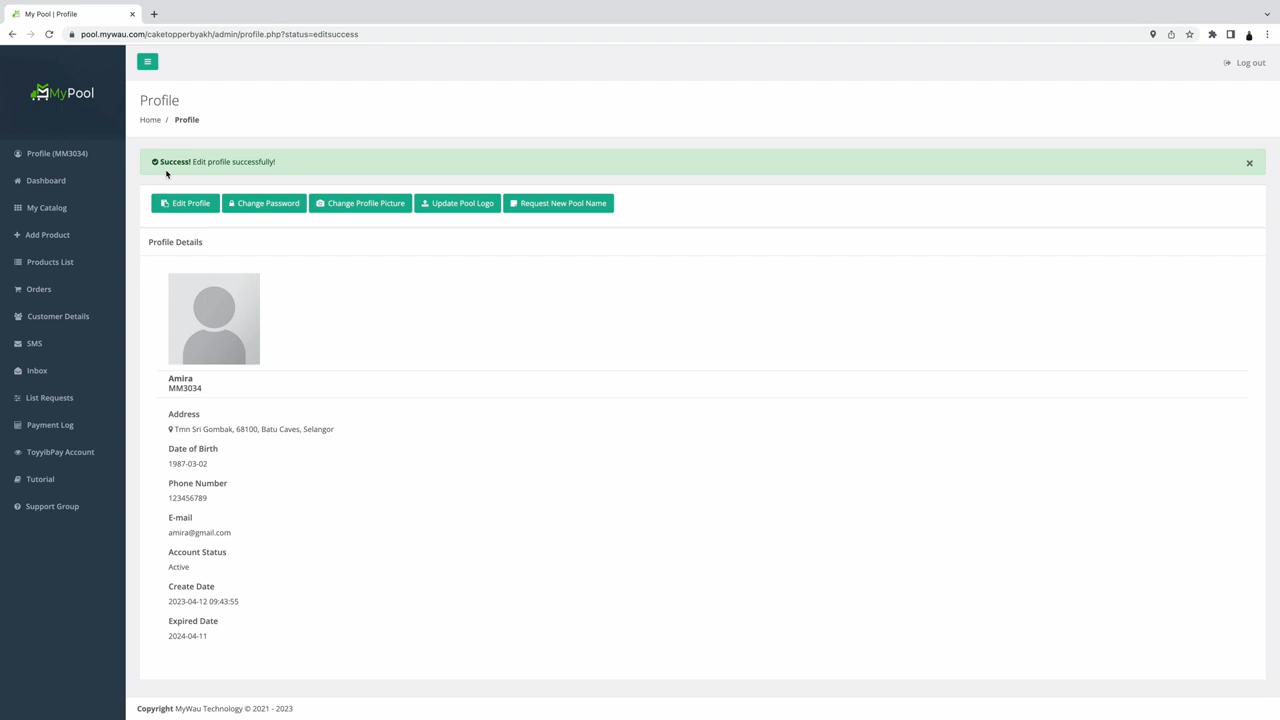 My Pool | Profile
pool.mywau.com/caketopperbyakh/admin/profile.php?status=editsuccess
MyPool
Log out
Profile
Home / Profile
Profile (MM3034)
Dashboard
My Catalog
Add Product
Products List
Orders
Customer Details
SMS
Inbox
List Requests
Payment Log
ToyyibPay Account
Tutorial
Support Group
Success! Edit profile successfully!
Edit Profile
Change Password
Change Profile Picture
Update Pool Logo
Request New Pool Name
Profile Details
Amira
MM3034
Address
Tmn Sri Gombak, 68100, Batu Caves, Selangor
Date of Birth
1987-03-02
Phone Number
123456789
E-mail
amira@gmail.com
Account Status
Active
Create Date
2023-04-12 09:43:55
Expired Date
2024-04-11
Copyright MyWau Technology © 2021 - 2023